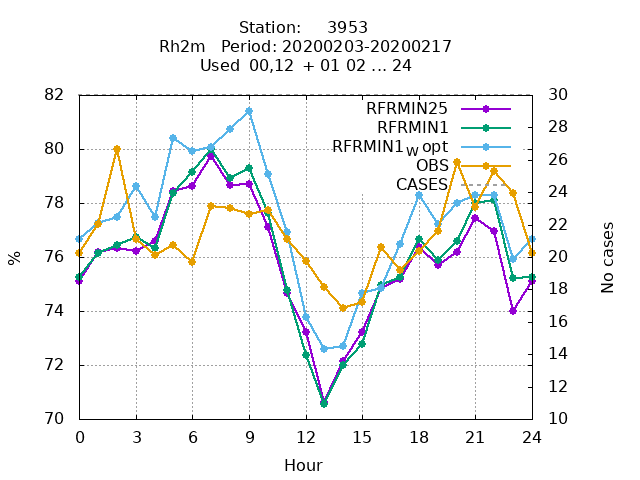 Station: 3953
Rh2m Period: 20200203-20200217
Used 00,12 + 01 02 ... 24
82
80
78
76
74
72
70
30
28
26
24
22
20
18
16
14
12
10
RFRMIN25
RFRMIN1
RFRMIN1w opt
OBS
CASES
%
No cases
0 3 6 9 12 15 18 21 24
Hour